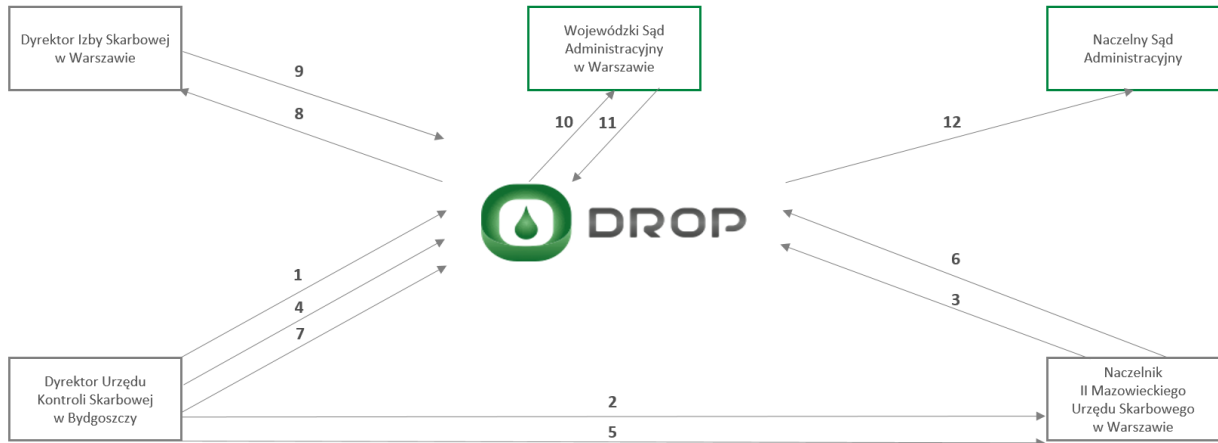 Dyrektor Izby Skarbowej
w Warszawie
Wojewódzki Sąd
Administracyjny
w Warszawie
Naczelny Sąd
Administracyjny
9
8
10
11
12
DROP
1
4
7
6
3
Dyrektor Urzędu
Kontroli Skarbowej
w Bydgoszczy
2
5
Naczelnik
II Mazowieckiego
Urzędu Skarbowego
w Warszawie